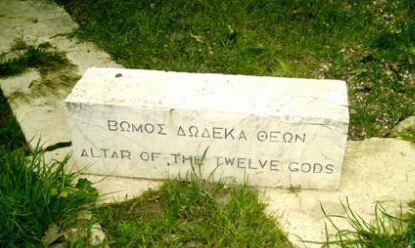 ΒΩΜΟΣ ΔΩΔΕΚΑ ΘΕΩΝ
ALTAR OF THE TWELVE GODS